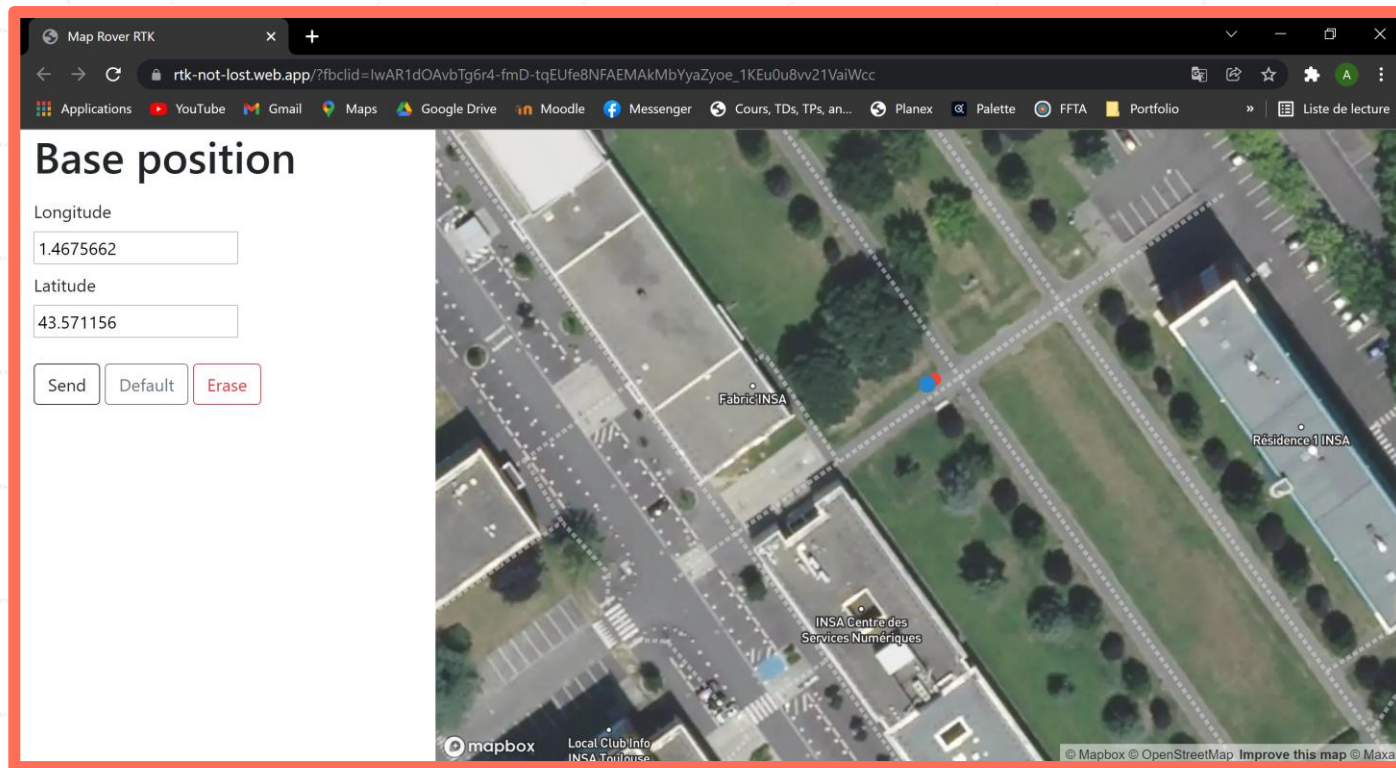 Map Rover RTK
rtk-not-lost.web.app/?fbclid=IwAR1dOAvbTg6r4-fmD-tqEUfe8NFAEMAkMbYyaZyoe_1KEu0u8vv21VaiWcc
A
Applications YouTube Gmail Maps Google Drive Moodle Messenger Cours, TDs, TPs, an... Planex Palette FFTA Portfolio » Liste de lecture
Base position
Longitude
1.4675662
Latitude
43.571156
Send Default Erase
Fabric'INSA
Résidence 1 INSA
INSA Centre des
Services Numériques
Local Club Info
INSA Toulouse
mapbox
© Mapbox © OpenStreetMap Improve this map © Maxa